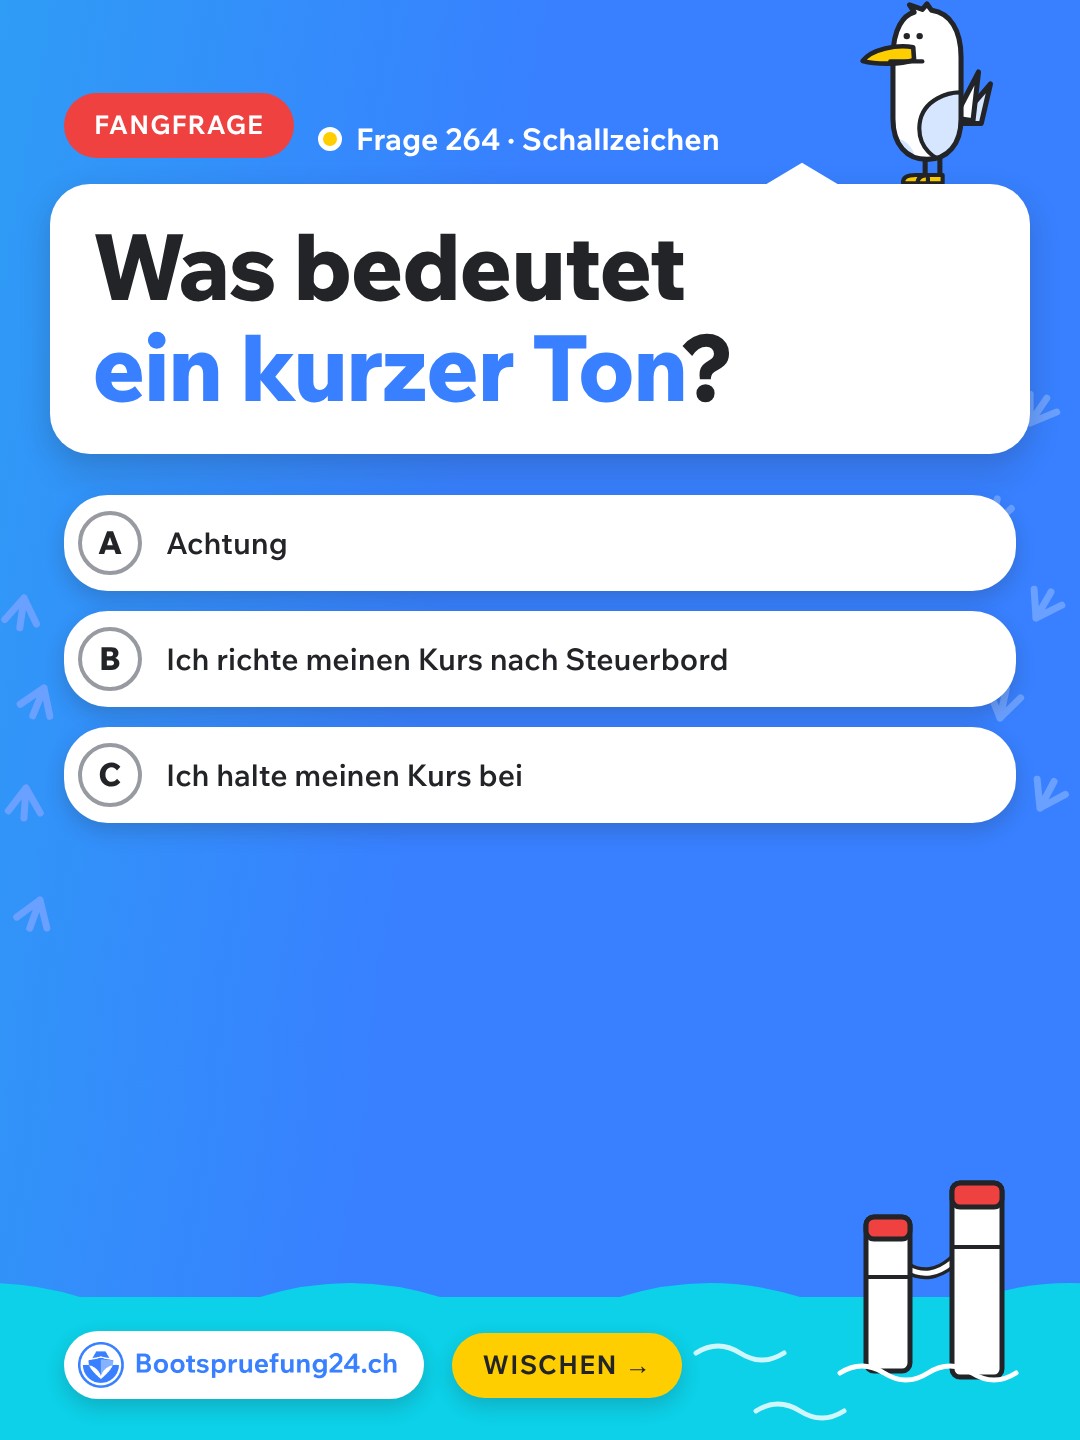 FANGFRAGE
Frage 264 · Schallzeichen
Was bedeutet
ein kurzer Ton?
A Achtung
B Ich richte meinen Kurs nach Steuerbord
C Ich halte meinen Kurs bei
Bootspruefung24.ch
WISCHEN →